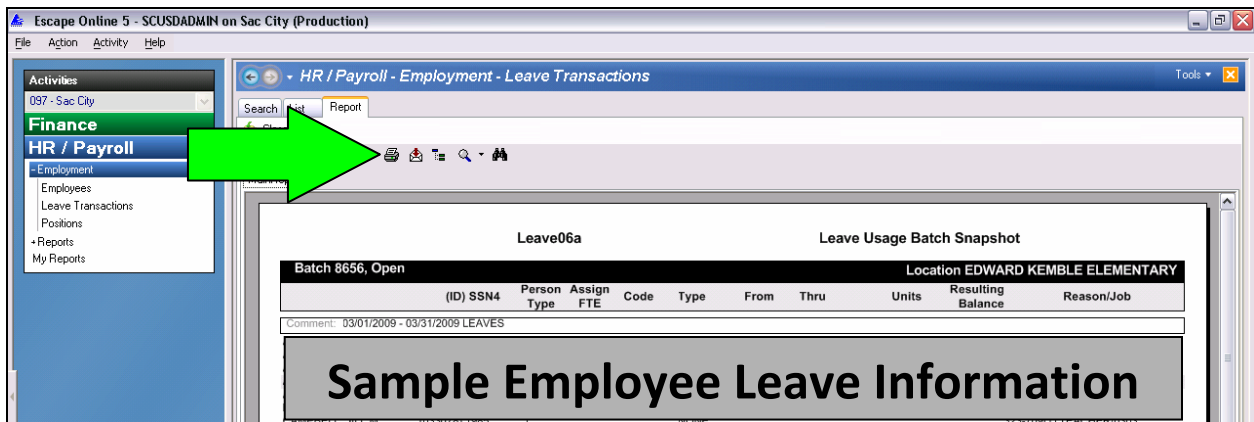 Escape Online 5 - SCUSDADMIN on Sac City (Production)
File Action Activity Help
Activities
097 - Sac City
Finance
HR / Payroll
- Employment
Employees
Leave Transactions
Positions
+ Reports
My Reports
HR / Payroll - Employment - Leave Transactions
Tools
Search List Report
Leave06a Leave Usage Batch Snapshot
Batch 8656, Open Location EDWARD KEMBLE ELEMENTARY
(ID) SSN4 Person Type Assign FTE Code Type From Thru Units Resulting Balance Reason/Job
Comment: 03/01/2009 - 03/31/2009 LEAVES
Sample Employee Leave Information